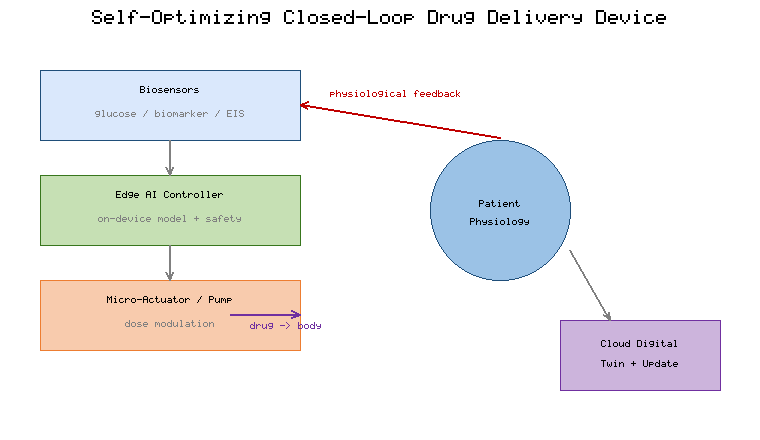 Self-Optimizing Closed-Loop Drug Delivery Device
Biosensors
glucose / biomarker / EIS
physiological feedback
Edge AI Controller
on-device model + safety
Patient
Physiology
Micro-Actuator / Pump
dose modulation
drug -> body
Cloud Digital
Twin + Update